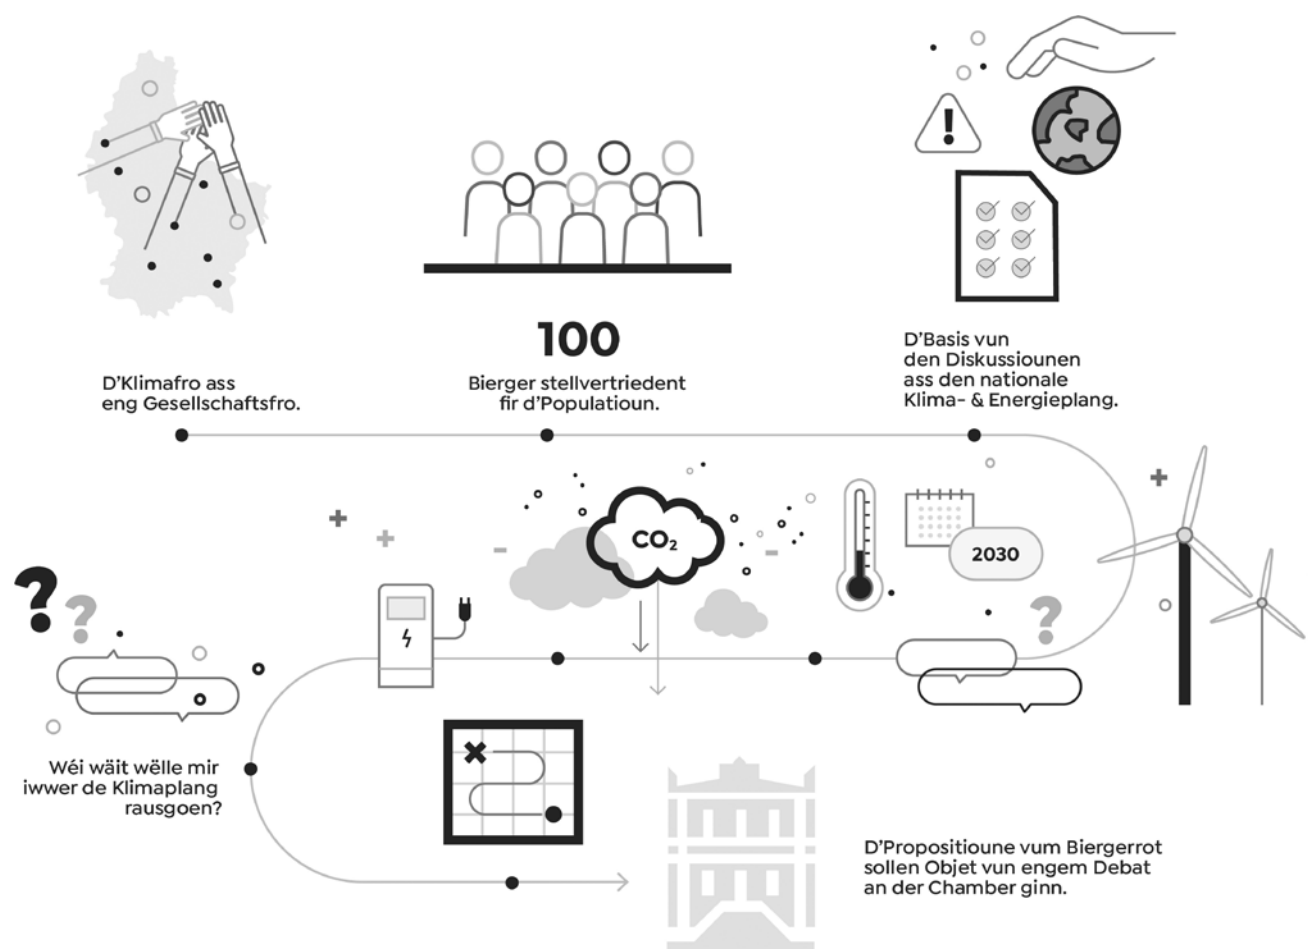 D'Klimafro ass
eng Gesellschaftsfro.
100
Bierger stellvertriedent
fir d'Populatioun.
D'Basis vun
den Diskussiounen
ass den nationale
Klima- & Energieplang.
CO₂
2030
?
?
?
Wéi wäit wëlle mir
iwwer de Klimaplang
rausgoen?
D'Propositioune vum Biergerrot
sollen Objet vun engem Debat
an der Chamber ginn.